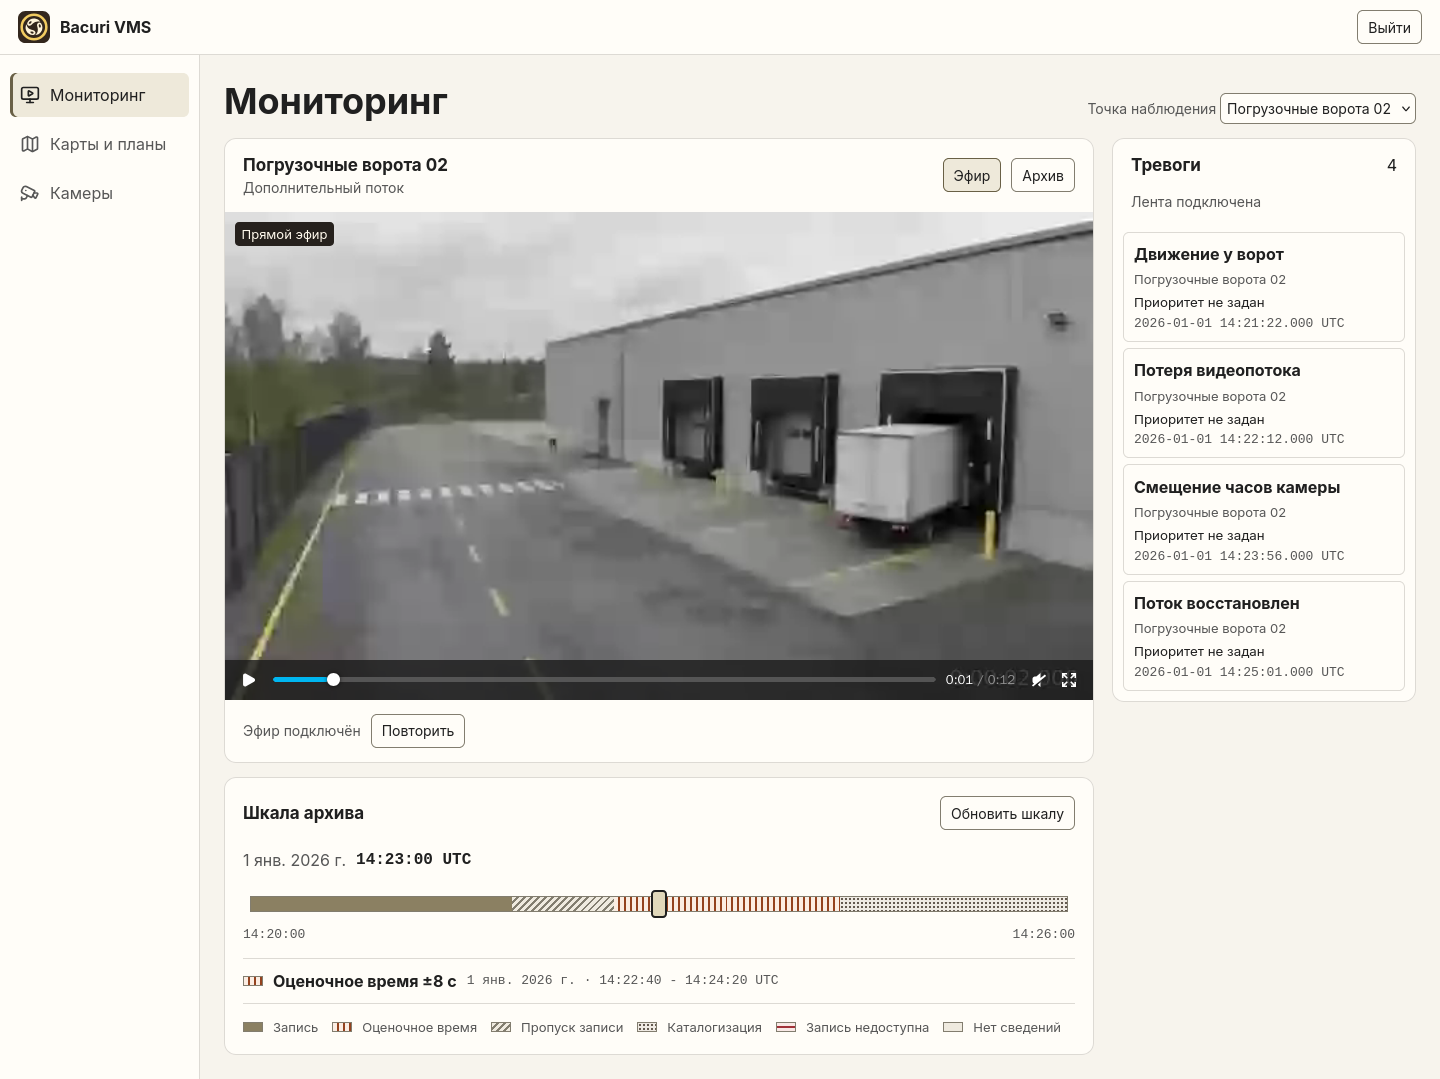 Bacuri VMS
Выйти
Мониторинг
Карты и планы
Камеры
Мониторинг
Точка наблюдения
Погрузочные ворота 02
Погрузочные ворота 02
Дополнительный поток
Эфир
Архив
Прямой эфир
0:01 / 0:12
Эфир подключён
Повторить
Тревоги
4
Лента подключена
Движение у ворот
Погрузочные ворота 02
Приоритет не задан
2026-01-01 14:21:22.000 UTC
Потеря видеопотока
Погрузочные ворота 02
Приоритет не задан
2026-01-01 14:22:12.000 UTC
Смещение часов камеры
Погрузочные ворота 02
Приоритет не задан
2026-01-01 14:23:56.000 UTC
Поток восстановлен
Погрузочные ворота 02
Приоритет не задан
2026-01-01 14:25:01.000 UTC
Шкала архива
Обновить шкалу
1 янв. 2026 г. 14:23:00 UTC
14:20:00
14:26:00
Оценочное время ±8 с 1 янв. 2026 г. · 14:22:40 - 14:24:20 UTC
Запись
Оценочное время
Пропуск записи
Каталогизация
Запись недоступна
Нет сведений